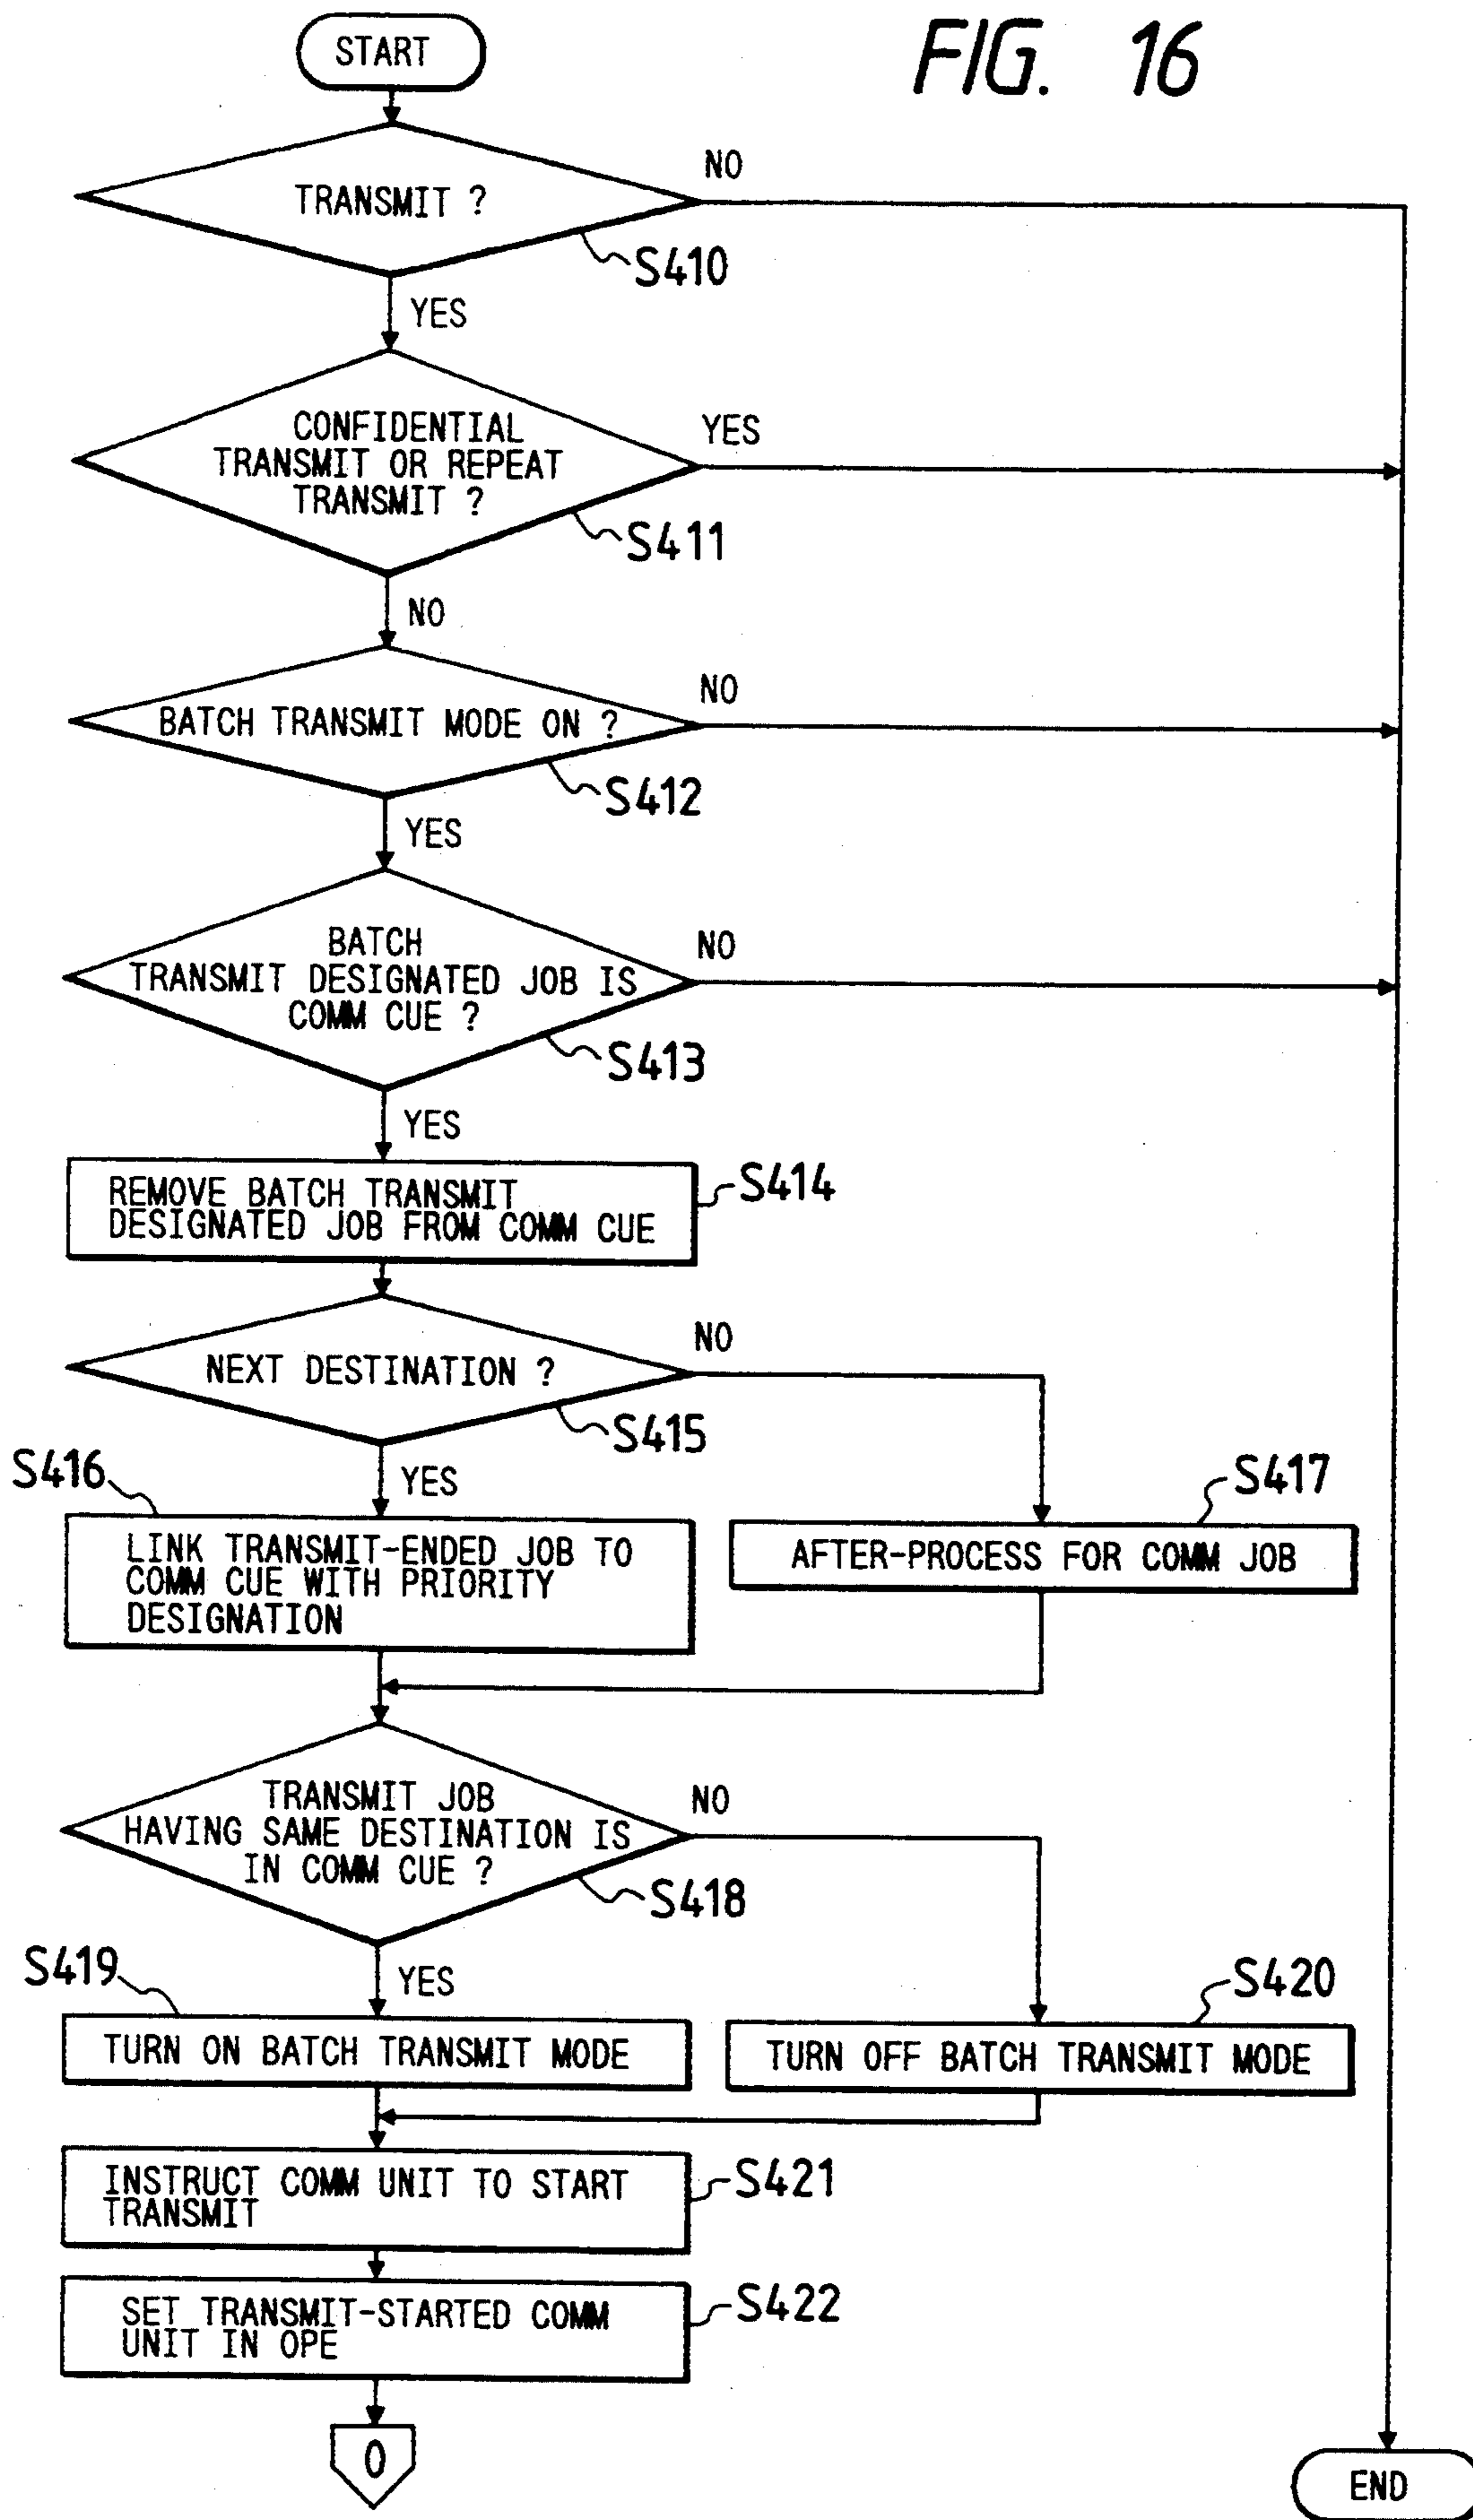 FIG. 16
START
TRANSMIT ?
NO
S410
YES
CONFIDENTIAL
TRANSMIT OR REPEAT
TRANSMIT ?
YES
S411
NO
BATCH TRANSMIT MODE ON ?
NO
S412
YES
BATCH
TRANSMIT DESIGNATED JOB IS
COMM CUE ?
NO
S413
YES
REMOVE BATCH TRANSMIT
DESIGNATED JOB FROM COMM CUE
S414
NEXT DESTINATION ?
NO
S415
YES
S416
LINK TRANSMIT-ENDED JOB TO
COMM CUE WITH PRIORITY
DESIGNATION
S417
AFTER-PROCESS FOR COMM JOB
TRANSMIT JOB
HAVING SAME DESTINATION IS
IN COMM CUE ?
NO
S418
YES
S419
TURN ON BATCH TRANSMIT MODE
S420
TURN OFF BATCH TRANSMIT MODE
INSTRUCT COMM UNIT TO START
TRANSMIT
S421
SET TRANSMIT-STARTED COMM
UNIT IN OPE
S422
O
END